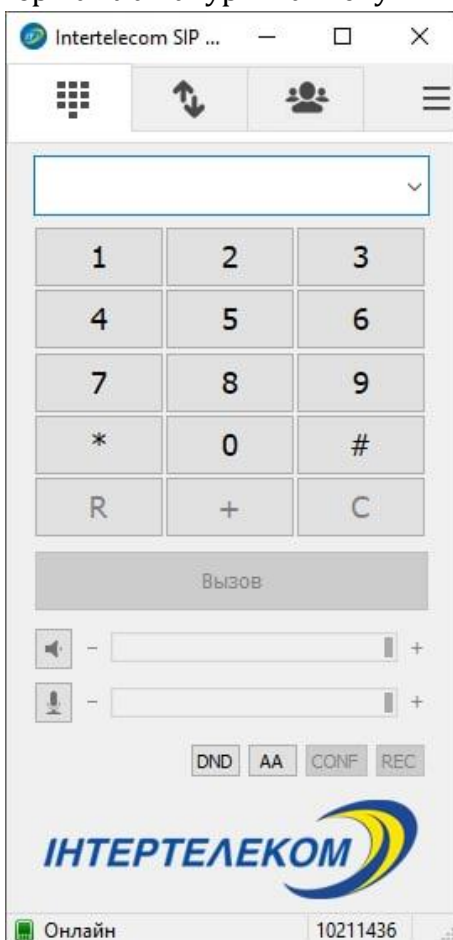 Intertelecom SIP ...
1 2 3
4 5 6
7 8 9
* 0 #
R + C
Вызов
- +
- +
DND AA CONF REC
ІНТЕРТЕЛЕКОМ
Онлайн 10211436